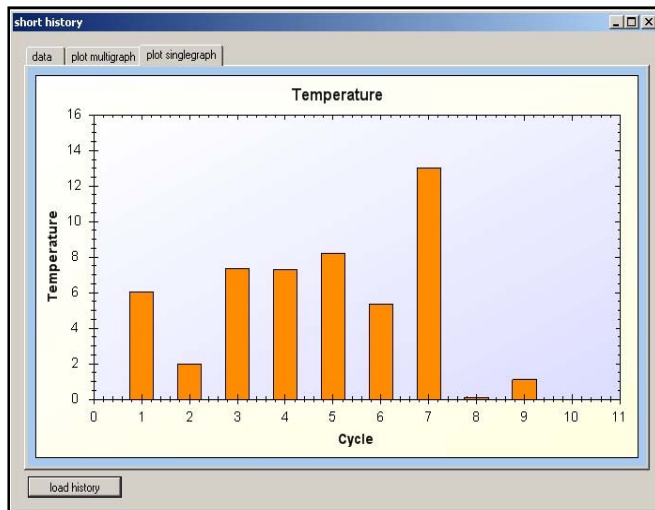 short history
data plot multigraph plot singlegraph
Temperature
16
14
12
10
8
6
4
2
0
Temperature
0 1 2 3 4 5 6 7 8 9 10 11
Cycle
load history